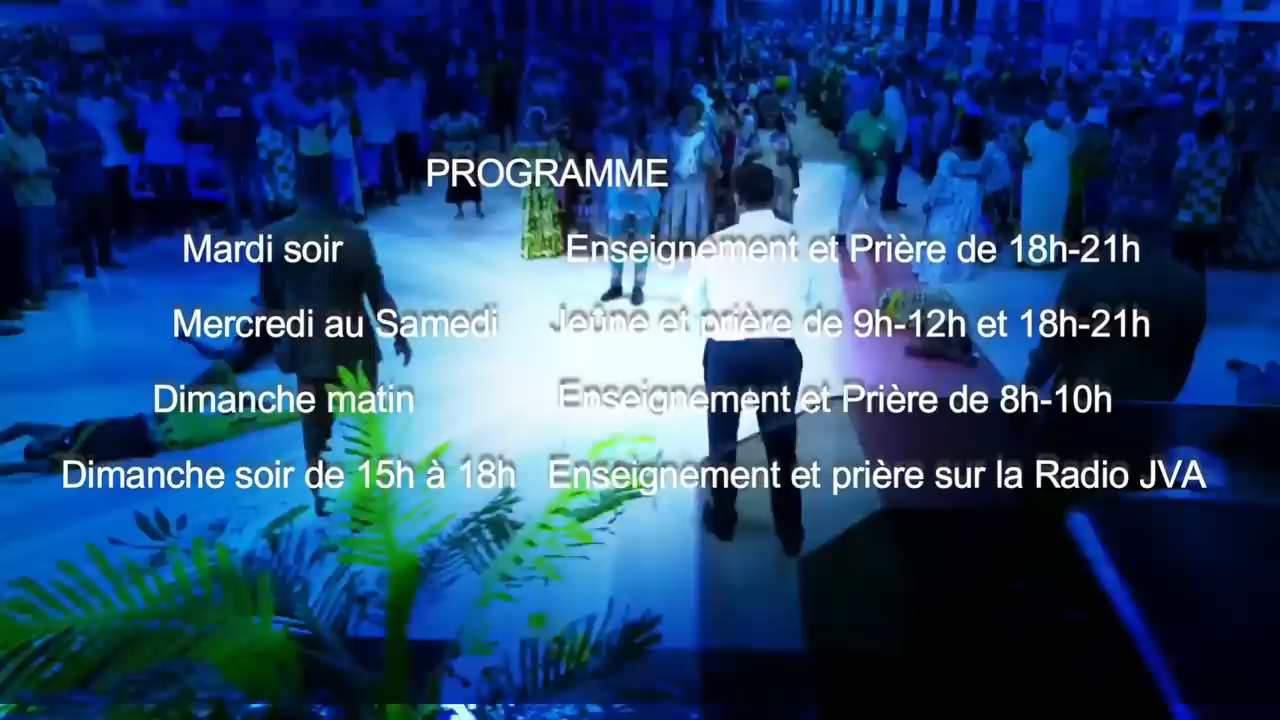 PROGRAMME
Mardi soir Enseignement et Prière de 18h-21h
Mercredi au Samedi Jeûne et prière de 9h-12h et 18h-21h
Dimanche matin Enseignement et Prière de 8h-10h
Dimanche soir de 15h à 18h Enseignement et prière sur la Radio JVA